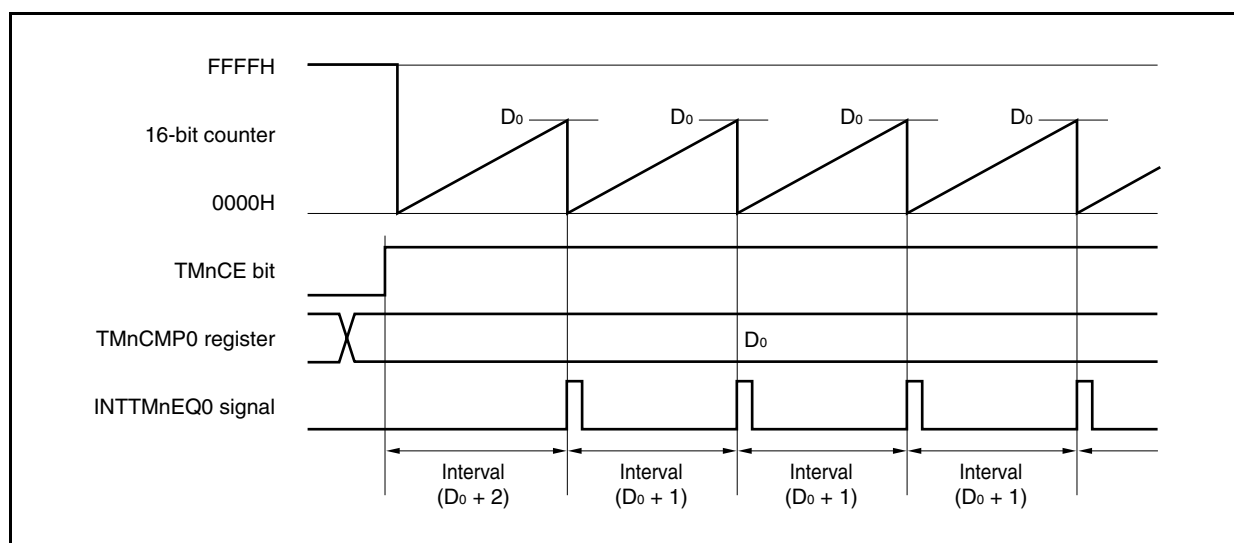 FFFFH
16-bit counter
0000H
D₀ D₀ D₀ D₀
TMnCE bit
TMnCMP0 register
D₀
INTTMnEQ0 signal
Interval
(D₀ + 2)
Interval
(D₀ + 1)
Interval
(D₀ + 1)
Interval
(D₀ + 1)